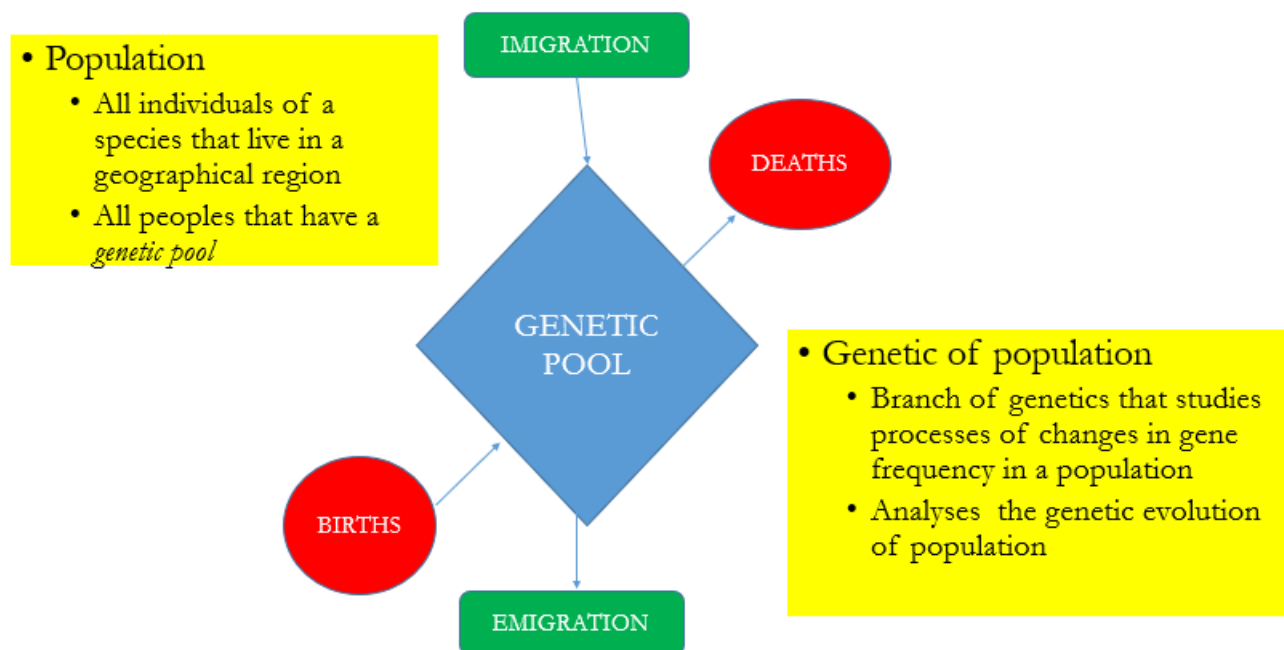 IMIGRATION
• Population
• All individuals of a
species that live in a
geographical region
• All peoples that have a
genetic pool
DEATHS
GENETIC
POOL
• Genetic of population
• Branch of genetics that studies
processes of changes in gene
frequency in a population
• Analyses the genetic evolution
of population
BIRTHS
EMIGRATION